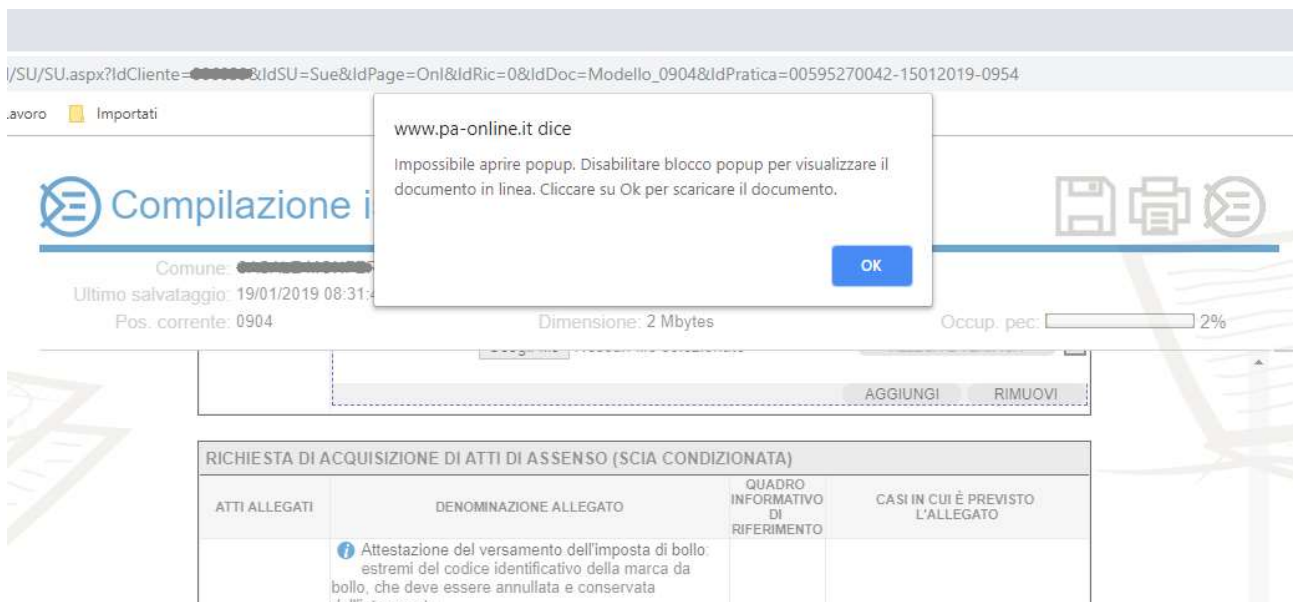 /SU/SU.aspx?IdCliente= &IdSU=Sue&IdPage=Onl&IdRic=0&IdDoc=Modello_0904&IdPratica=00595270042-15012019-0954
Importati
www.pa-online.it dice
Impossibile aprire popup. Disabilitare blocco popup per visualizzare il
documento in linea. Cliccare su Ok per scaricare il documento.
OK
Compilazione i
Comune:
Ultimo salvataggio: 19/01/2019 08:31:
Pos. corrente: 0904 Dimensione: 2 Mbytes Occup. pec: 2%
AGGIUNGI RIMUOVI
RICHIESTA DI ACQUISIZIONE DI ATTI DI ASSENSO (SCIA CONDIZIONATA)
ATTI ALLEGATI
DENOMINAZIONE ALLEGATO
QUADRO
INFORMATIVO
DI
RIFERIMENTO
CASI IN CUI È PREVISTO
L'ALLEGATO
Attestazione del versamento dell'imposta di bollo:
estremi del codice identificativo della marca da
bollo, che deve essere annullata e conservata